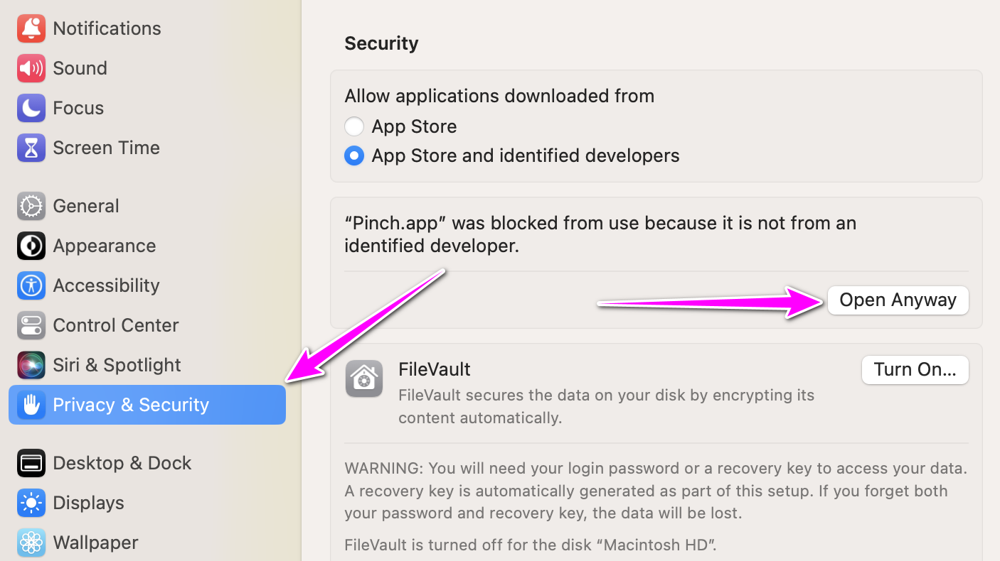 Notifications
Sound
Focus
Screen Time
General
Appearance
Accessibility
Control Center
Siri & Spotlight
Privacy & Security
Desktop & Dock
Displays
Wallpaper
Security
Allow applications downloaded from
App Store
App Store and identified developers
“Pinch.app” was blocked from use because it is not from an
identified developer.
Open Anyway
FileVault
Turn On...
FileVault secures the data on your disk by encrypting its
content automatically.
WARNING: You will need your login password or a recovery key to access your data.
A recovery key is automatically generated as part of this setup. If you forget both
your password and recovery key, the data will be lost.
FileVault is turned off for the disk “Macintosh HD”.